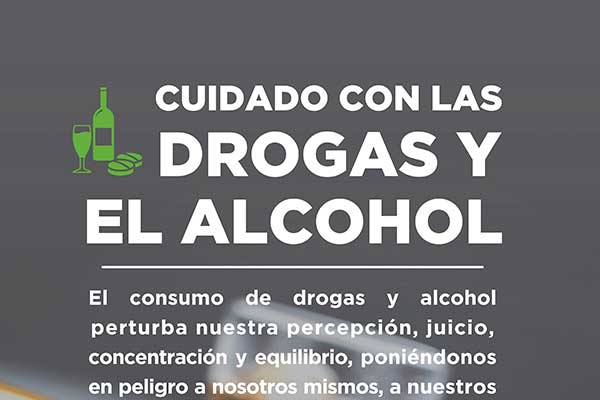 CUIDADO CON LAS
DROGAS Y
EL ALCOHOL
El consumo de drogas y alcohol
perturba nuestra percepción, juicio,
concentración y equilibrio, poniéndonos
en peligro a nosotros mismos, a nuestros